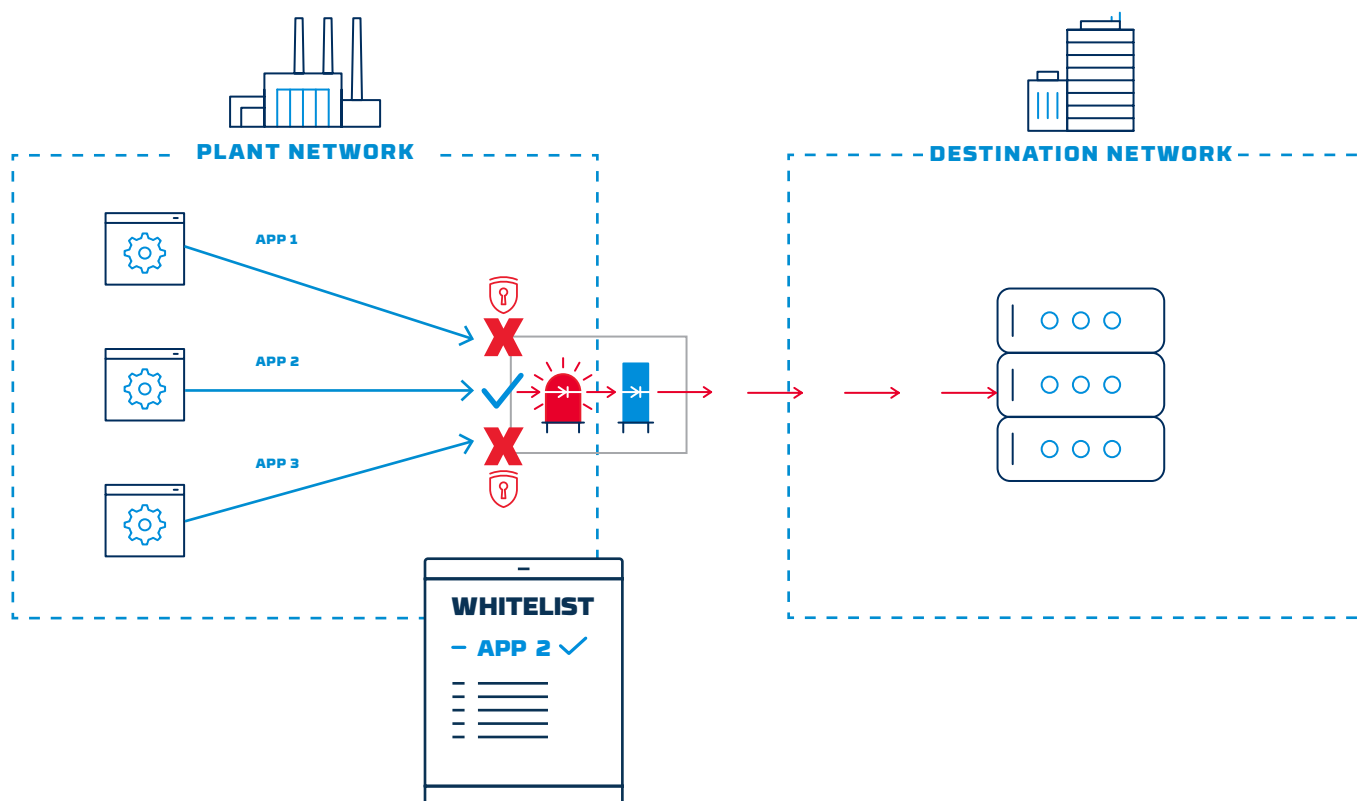 PLANT NETWORK
DESTINATION NETWORK
APP 1
APP 2
APP 3
WHITELIST
– APP 2